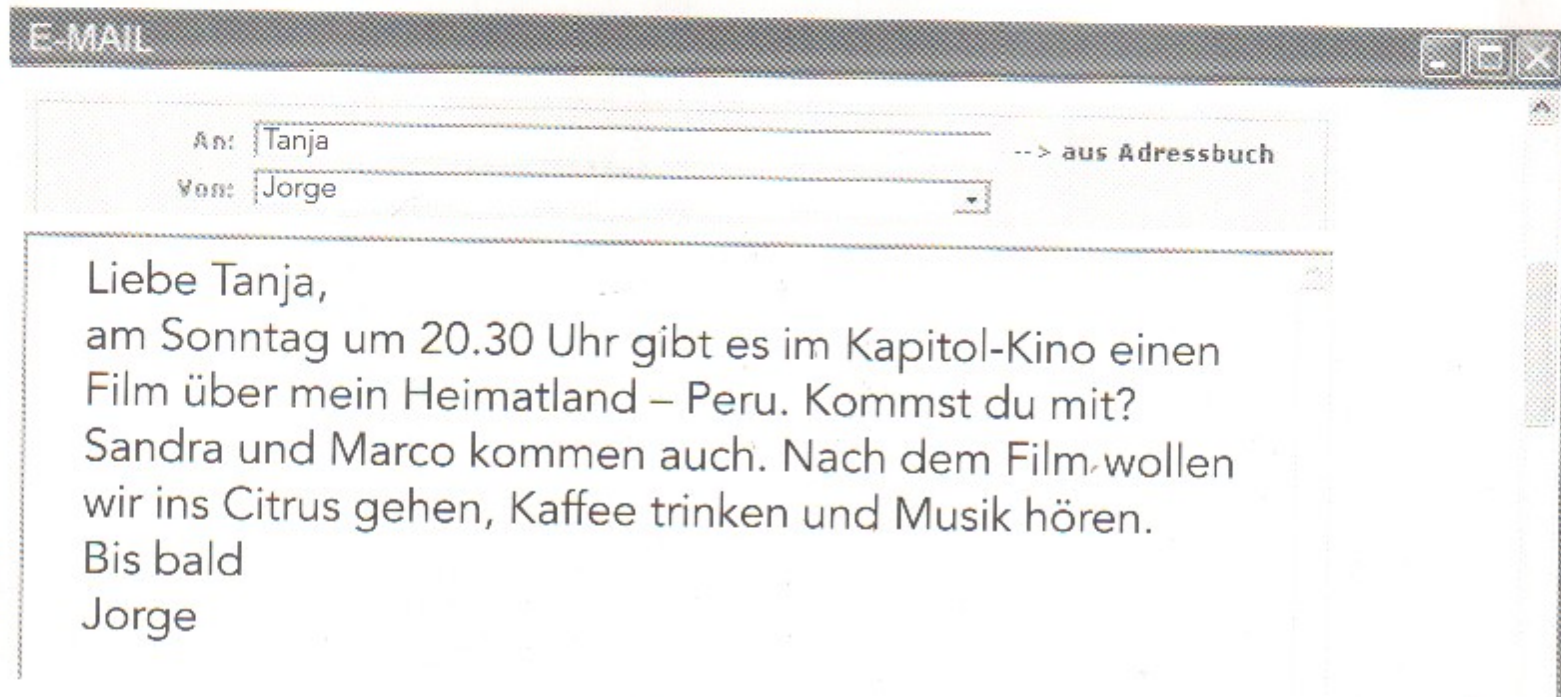 E-MAIL
An: Tanja
--> aus Adressbuch
Von: Jorge
Liebe Tanja,
am Sonntag um 20.30 Uhr gibt es im Kapitol-Kino einen
Film über mein Heimatland – Peru. Kommst du mit?
Sandra und Marco kommen auch. Nach dem Film wollen
wir ins Citrus gehen, Kaffee trinken und Musik hören.
Bis bald
Jorge